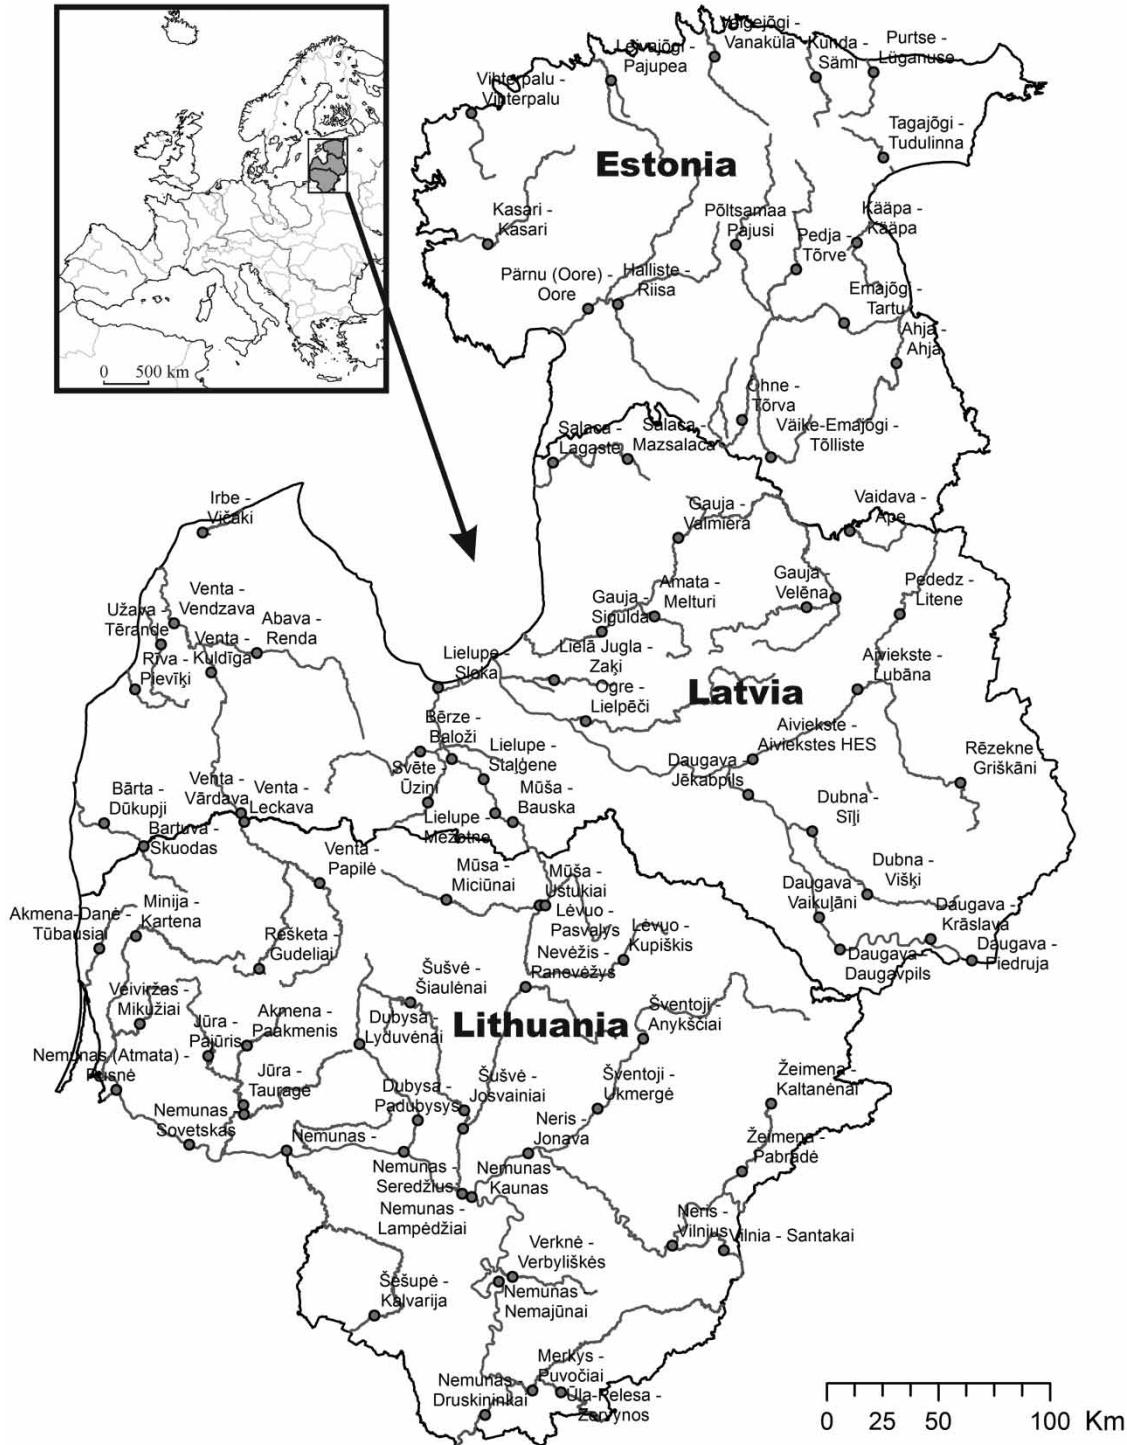 Valgejõgi -
Vanaküla
Leivajõgi -
Pajupea
Kunda -
Sämi
Purtse -
Lüganuse
Vihterpalu -
Vihterpalu
Tagajõgi -
Tudulinna
Estonia
Kasari -
Kasari
Põltsamaa
Pajusi
Kääpa -
Kääpa
Pedja -
Tõrve
Pärnu (Oore) -
Oore
Halliste -
Riisa
Emajõgi -
Tartu
Ahja -
Ahja
0 500 km
Õhne -
Tõrva
Väike-Emajõgi -
Tõlliste
Salaca -
Lagaste
Salaca -
Mazsalaca
Irbe -
Vičaki
Gauja -
Valmiera
Vaidava -
Ape
Venta -
Vendzava
Užava -
Tērande
Abava -
Renda
Venta -
Kuldīga
Rīva -
Pievīķi
Gauja -
Sigulda
Amata -
Melturi
Gauja -
Velēna
Pededz -
Litene
Lielupe -
Sloka
Lielā Jugla -
Zaķi
Ogre -
Lielpēči
Latvia
Aiviekste -
Lubāna
Bērze -
Baloži
Lielupe -
Staļģene
Aiviekste -
Aiviekstes HES
Daugava -
Jēkabpils
Rēzekne -
Griškāni
Svēte -
Ūziņi
Mūša -
Bauska
Bārta -
Dūkupji
Venta -
Vārdava
Venta -
Leckava
Lielupe -
Mežotne
Dubna -
Sīļi
Bartuva -
Skuodas
Venta -
Papilė
Mūsa -
Miciūnai
Mūša -
Ustukiai
Dubna -
Višķi
Minija -
Kartena
Akmena-Danė -
Tūbausiai
Lėvuo -
Pasvalys
Daugava -
Vaikuļāni
Daugava -
Krāslava
Rešketa -
Gudeliai
Lėvuo -
Kupiškis
Nevėžis -
Panevėžys
Daugava -
Daugavpils
Daugava -
Piedruja
Šušvė -
Šiaulėnai
Veiviržas -
Mikužiai
Jūra -
Pajūris
Akmena -
Paakmenis
Dubysa -
Lyduvėnai
Lithuania
Šventoji -
Anykščiai
Nemunas (Atmata) -
Rusnė
Jūra -
Tauragė
Dubysa -
Padubysys
Šušvė -
Josvainiai
Šventoji -
Ukmergė
Žeimena -
Kaltanėnai
Nemunas -
Sovetskas
Nemunas -
Neris -
Jonava
Žeimena -
Pabradė
Nemunas -
Seredžius
Nemunas -
Kaunas
Nemunas -
Lampėdžiai
Neris -
Vilnius
Vilnia - Santakai
Verknė -
Verbyliškės
Šešupė -
Kalvarija
Nemunas
Nemajūnai
Merkys -
Puvočiai
Nemunas -
Druskininkai
Ūla-Pelesa -
Zervynos
0 25 50 100 Km